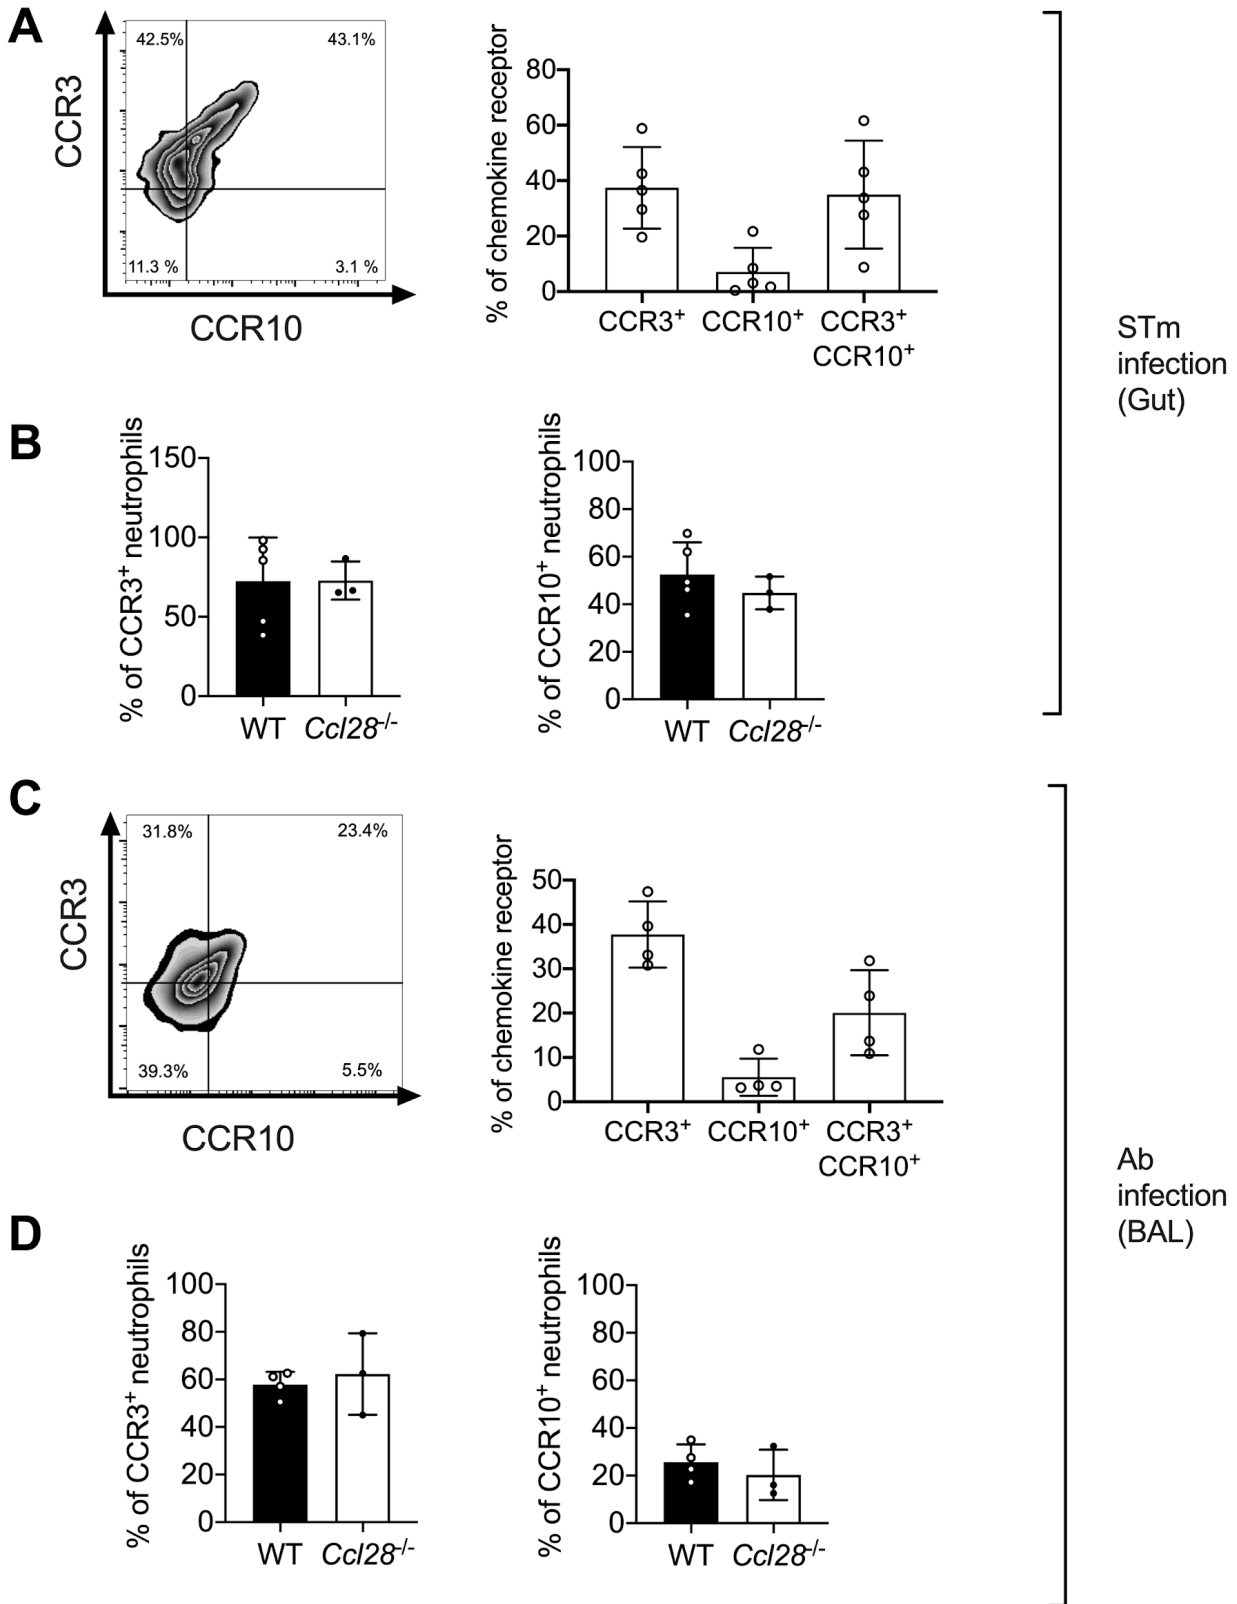 A
42.5%
43.1%
11.3 %
3.1 %
CCR3
CCR10
% of chemokine receptor
80
60
40
20
0
CCR3⁺
CCR10⁺
CCR3⁺
CCR10⁺
STm
infection
(Gut)
B
% of CCR3⁺ neutrophils
150
100
50
0
WT
Ccl28⁻/⁻
% of CCR10⁺ neutrophils
100
80
60
40
20
0
WT
Ccl28⁻/⁻
C
31.8%
23.4%
39.3%
5.5%
CCR3
CCR10
% of chemokine receptor
50
40
30
20
10
0
CCR3⁺
CCR10⁺
CCR3⁺
CCR10⁺
Ab
infection
(BAL)
D
% of CCR3⁺ neutrophils
100
80
60
40
20
0
WT
Ccl28⁻/⁻
% of CCR10⁺ neutrophils
100
80
60
40
20
0
WT
Ccl28⁻/⁻